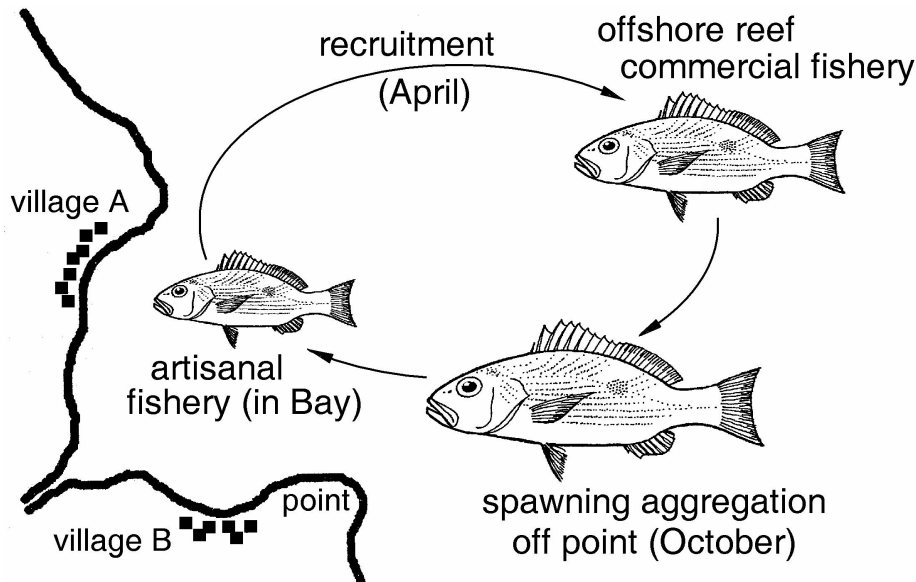 recruitment
(April)
offshore reef
commercial fishery
village A
artisanal
fishery (in Bay)
point
village B
spawning aggregation
off point (October)